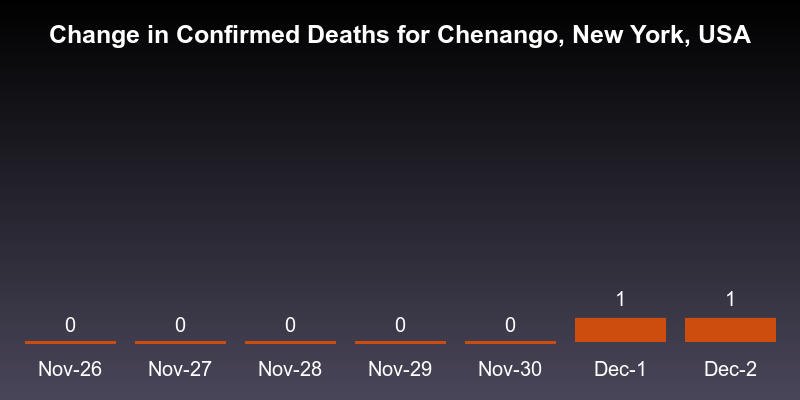 Change in Confirmed Deaths for Chenango, New York, USA
0 0 0 0 0 1 1
Nov-26 Nov-27 Nov-28 Nov-29 Nov-30 Dec-1 Dec-2